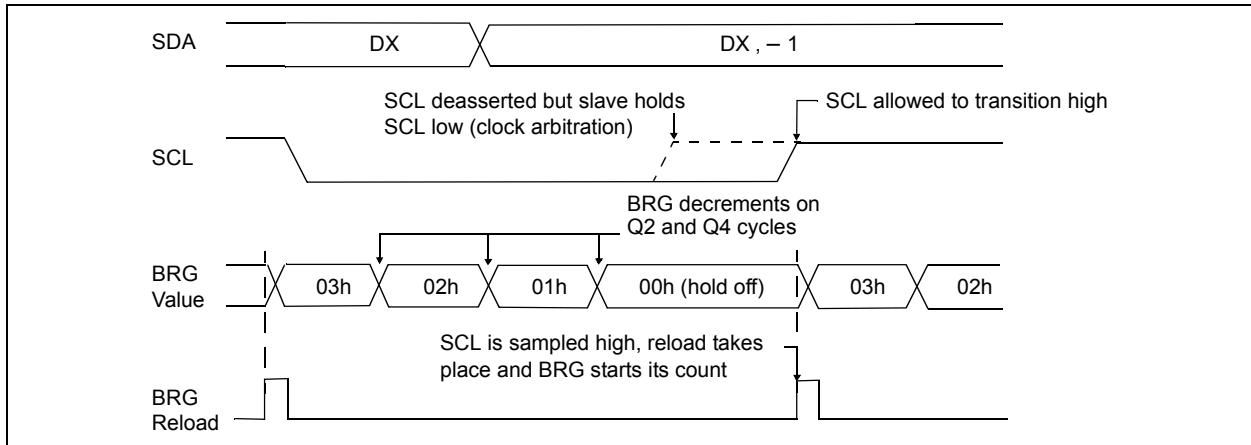 SDA
DX
DX , – 1
SCL deasserted but slave holds
SCL low (clock arbitration)
SCL allowed to transition high
SCL
BRG decrements on
Q2 and Q4 cycles
BRG
Value
03h
02h
01h
00h (hold off)
03h
02h
SCL is sampled high, reload takes
place and BRG starts its count
BRG
Reload